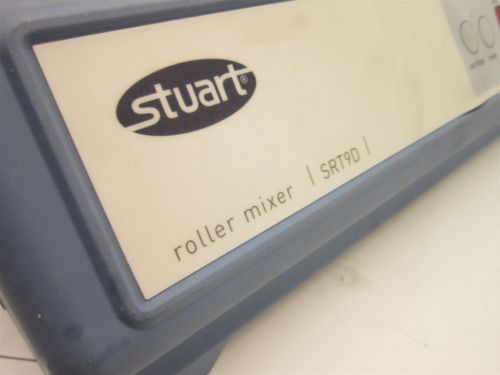 stuart®
roller mixer | SRT9D |